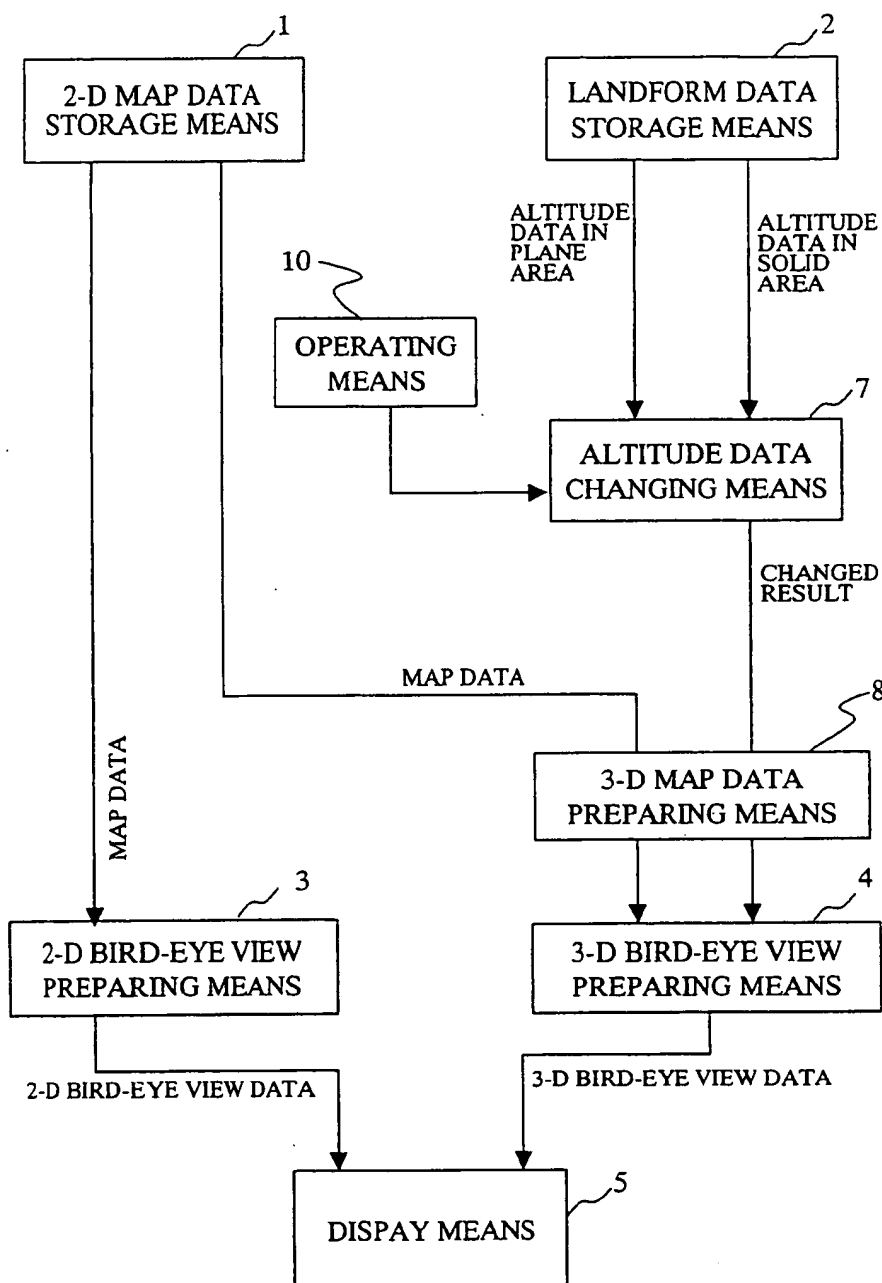 1
2-D MAP DATA
STORAGE MEANS
2
LANDFORM DATA
STORAGE MEANS
ALTITUDE
DATA IN
PLANE
AREA
ALTITUDE
DATA IN
SOLID
AREA
10
OPERATING
MEANS
7
ALTITUDE DATA
CHANGING MEANS
CHANGED
RESULT
MAP DATA
MAP DATA
8
3-D MAP DATA
PREPARING MEANS
3
2-D BIRD-EYE VIEW
PREPARING MEANS
4
3-D BIRD-EYE VIEW
PREPARING MEANS
2-D BIRD-EYE VIEW DATA
3-D BIRD-EYE VIEW DATA
5
DISPAY MEANS